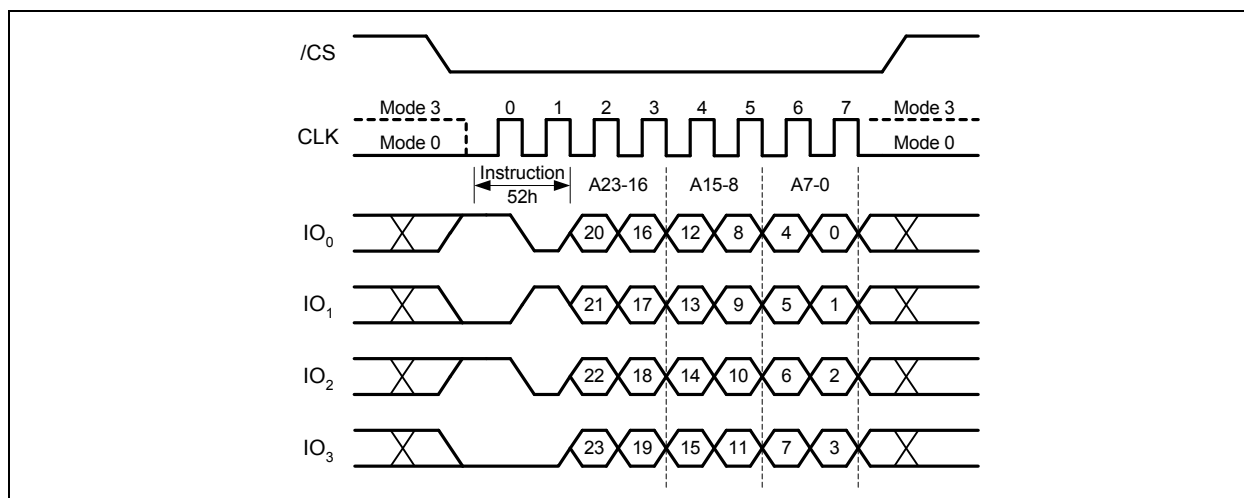 /CS
Mode 3 0 1 2 3 4 5 6 7 Mode 3
CLK
Mode 0 Mode 0
Instruction A23-16 A15-8 A7-0
52h
IO0 20 16 12 8 4 0
IO1 21 17 13 9 5 1
IO2 22 18 14 10 6 2
IO3 23 19 15 11 7 3